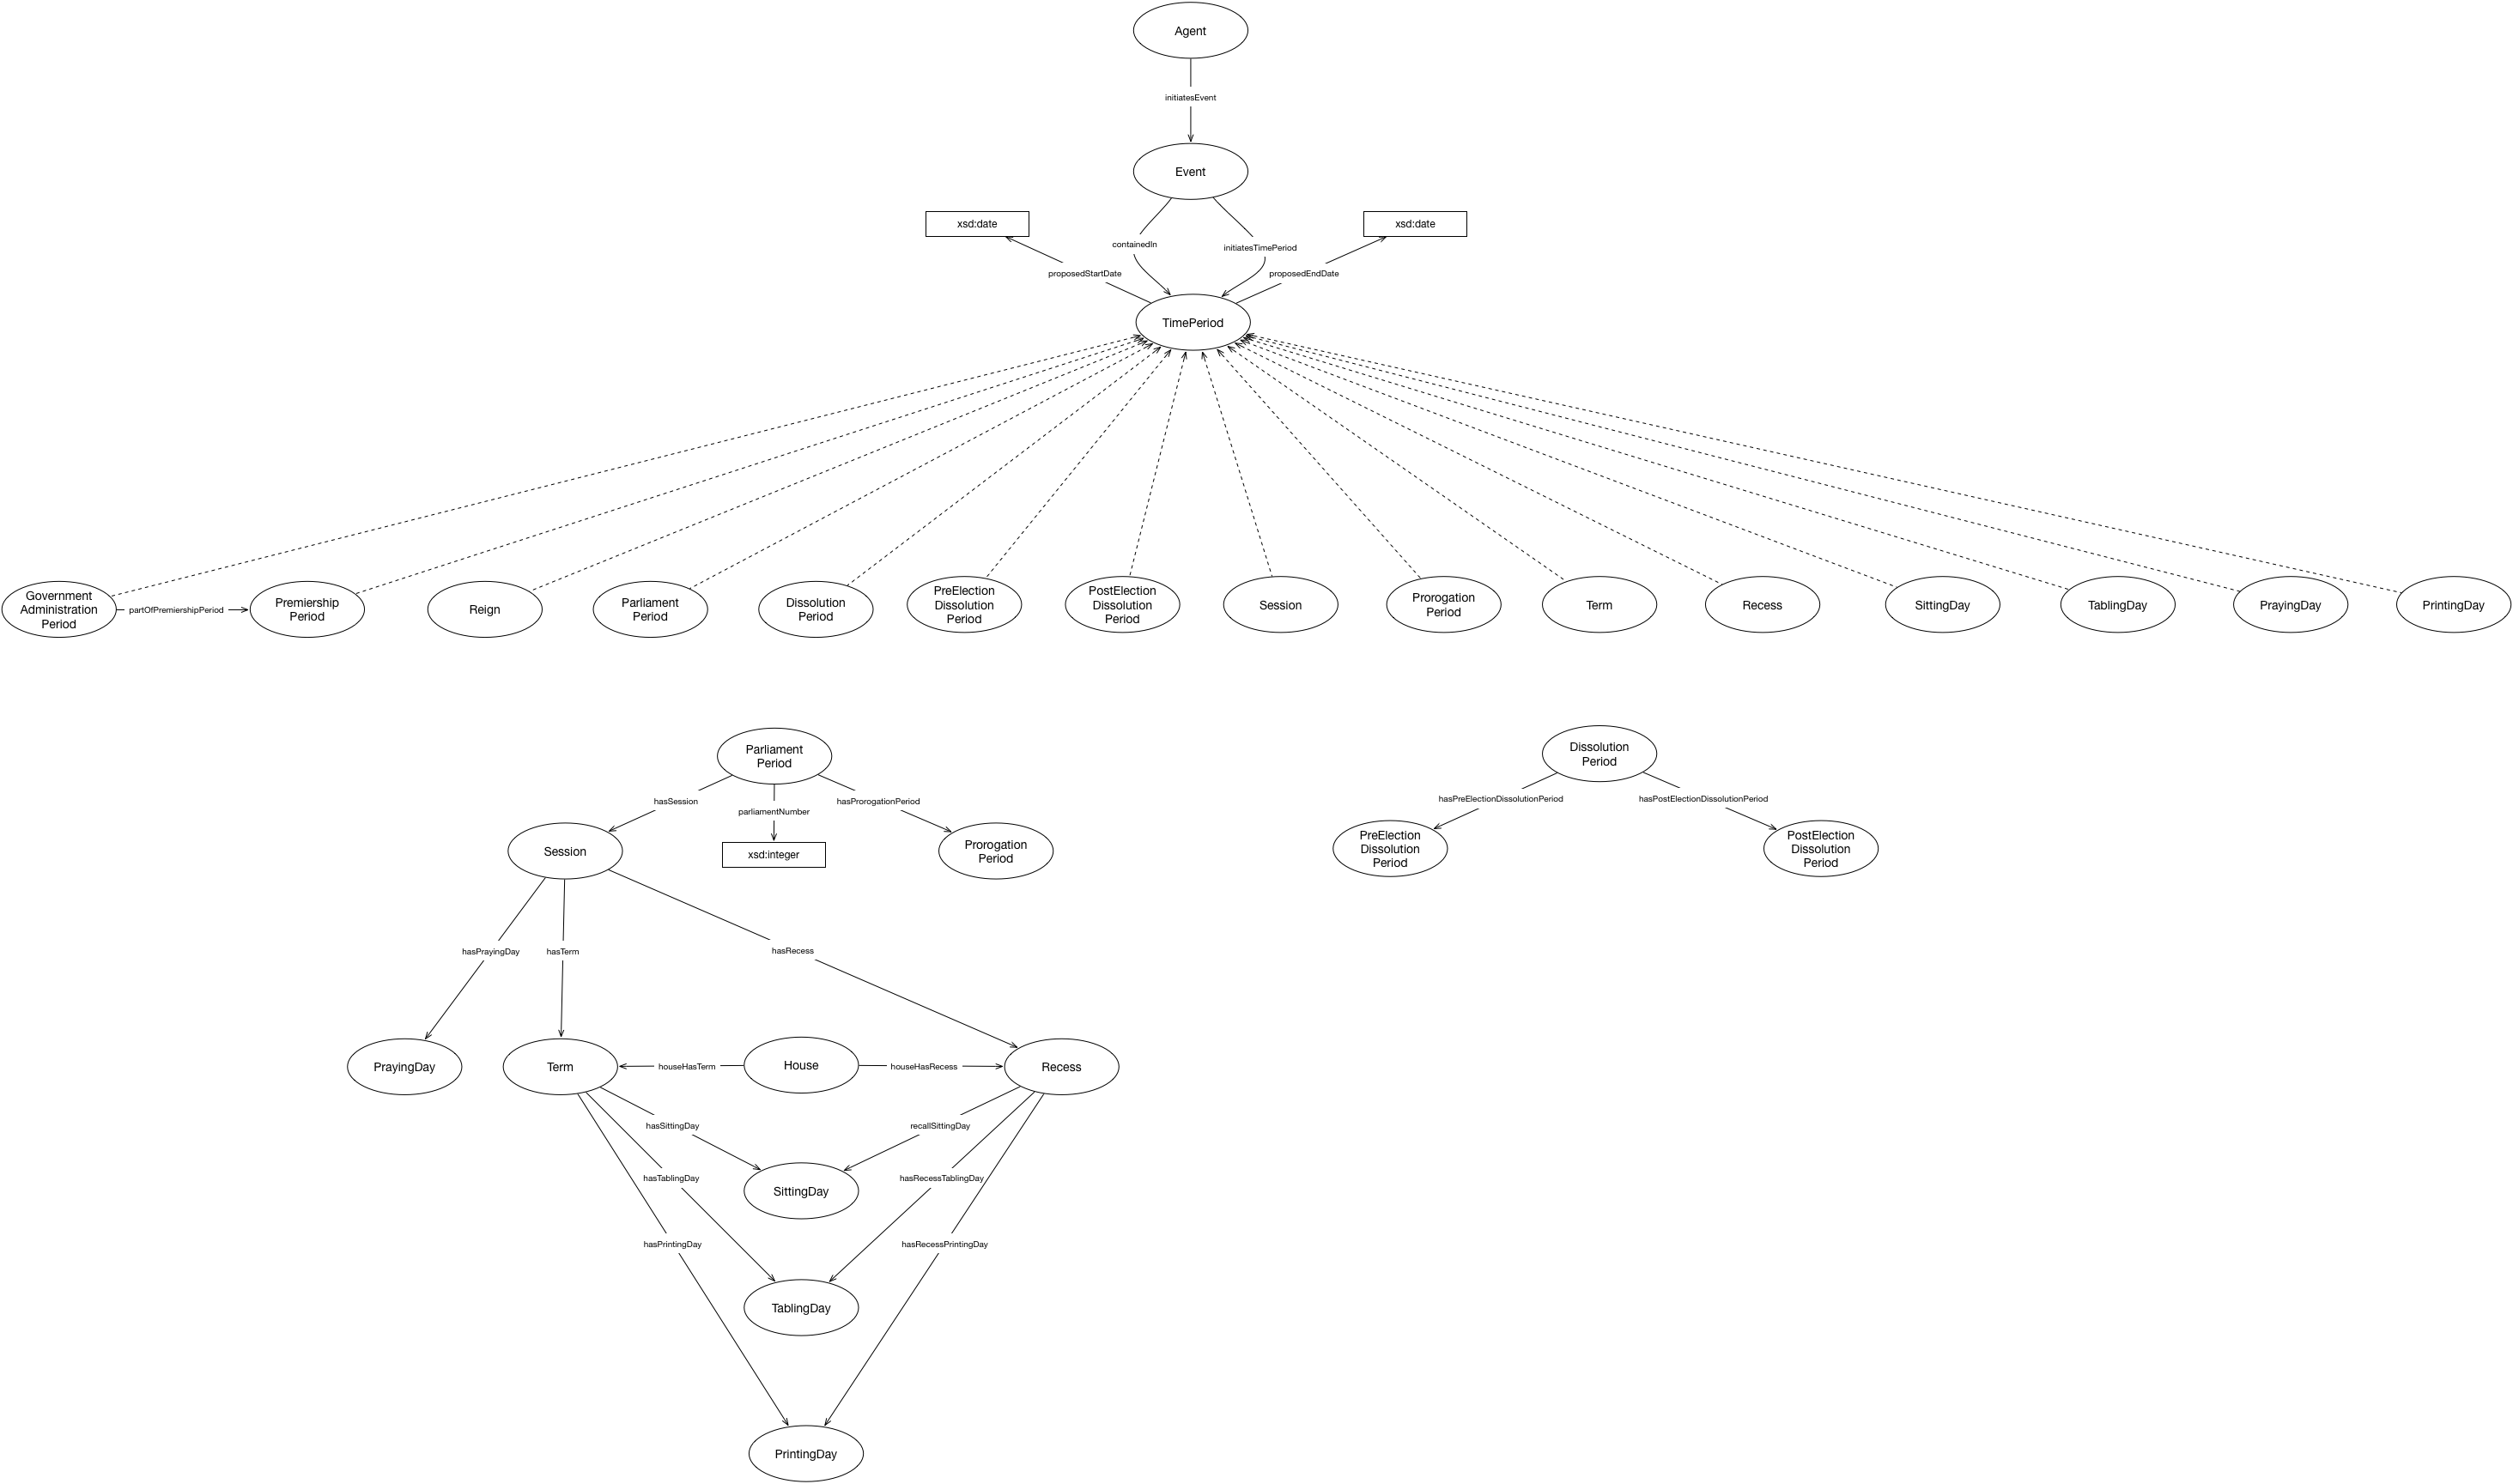 Agent
initiatesEvent
Event
xsd:date
xsd:date
containedIn
initiatesTimePeriod
proposedStartDate
proposedEndDate
TimePeriod
Government
Administration
Period
partOfPremiershipPeriod
Premiership
Period
Reign
Parliament
Period
Dissolution
Period
PreElection
Dissolution
Period
PostElection
Dissolution
Period
Session
Prorogation
Period
Term
Recess
SittingDay
TablingDay
PrayingDay
PrintingDay
Parliament
Period
hasSession
parliamentNumber
hasProrogationPeriod
Session
xsd:integer
Prorogation
Period
Dissolution
Period
hasPreElectionDissolutionPeriod
hasPostElectionDissolutionPeriod
PreElection
Dissolution
Period
PostElection
Dissolution
Period
hasPrayingDay
hasTerm
hasRecess
PrayingDay
Term
houseHasTerm
House
houseHasRecess
Recess
hasSittingDay
recallSittingDay
hasTablingDay
SittingDay
hasRecessTablingDay
hasPrintingDay
hasRecessPrintingDay
TablingDay
PrintingDay